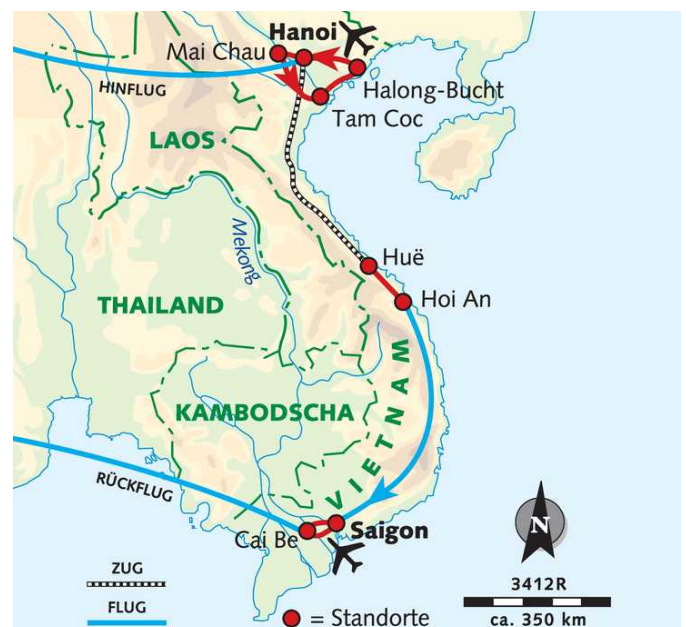 Hanoi
Mai Chau
HINFLUG
Halong-Bucht
Tam Coc
LAOS
Mekong
Huë
THAILAND
Hoi An
VIETNAM
KAMBODSCHA
RÜCKFLUG
Saigon
Cai Be
N
ZUG
3412R
FLUG
= Standorte
ca. 350 km